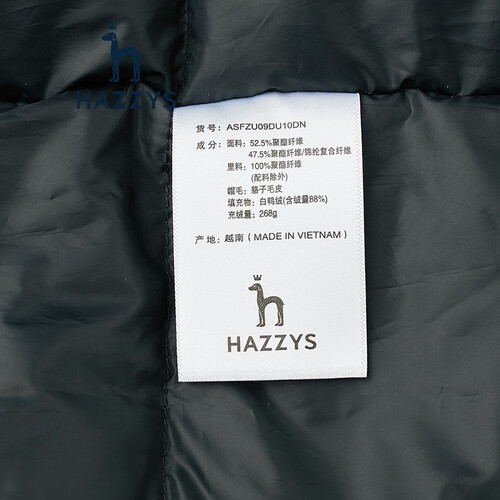 HAZZYS
货号：ASFZU09DU10DN
成分：面料：52.5%聚酯纤维
47.5%聚酯纤维/锦纶复合纤维
里料：100%聚酯纤维
(配料除外)
帽毛：貉子毛皮
填充物：白鸭绒(含绒量88%)
充绒量：268g
产地：越南（MADE IN VIETNAM）
HAZZYS